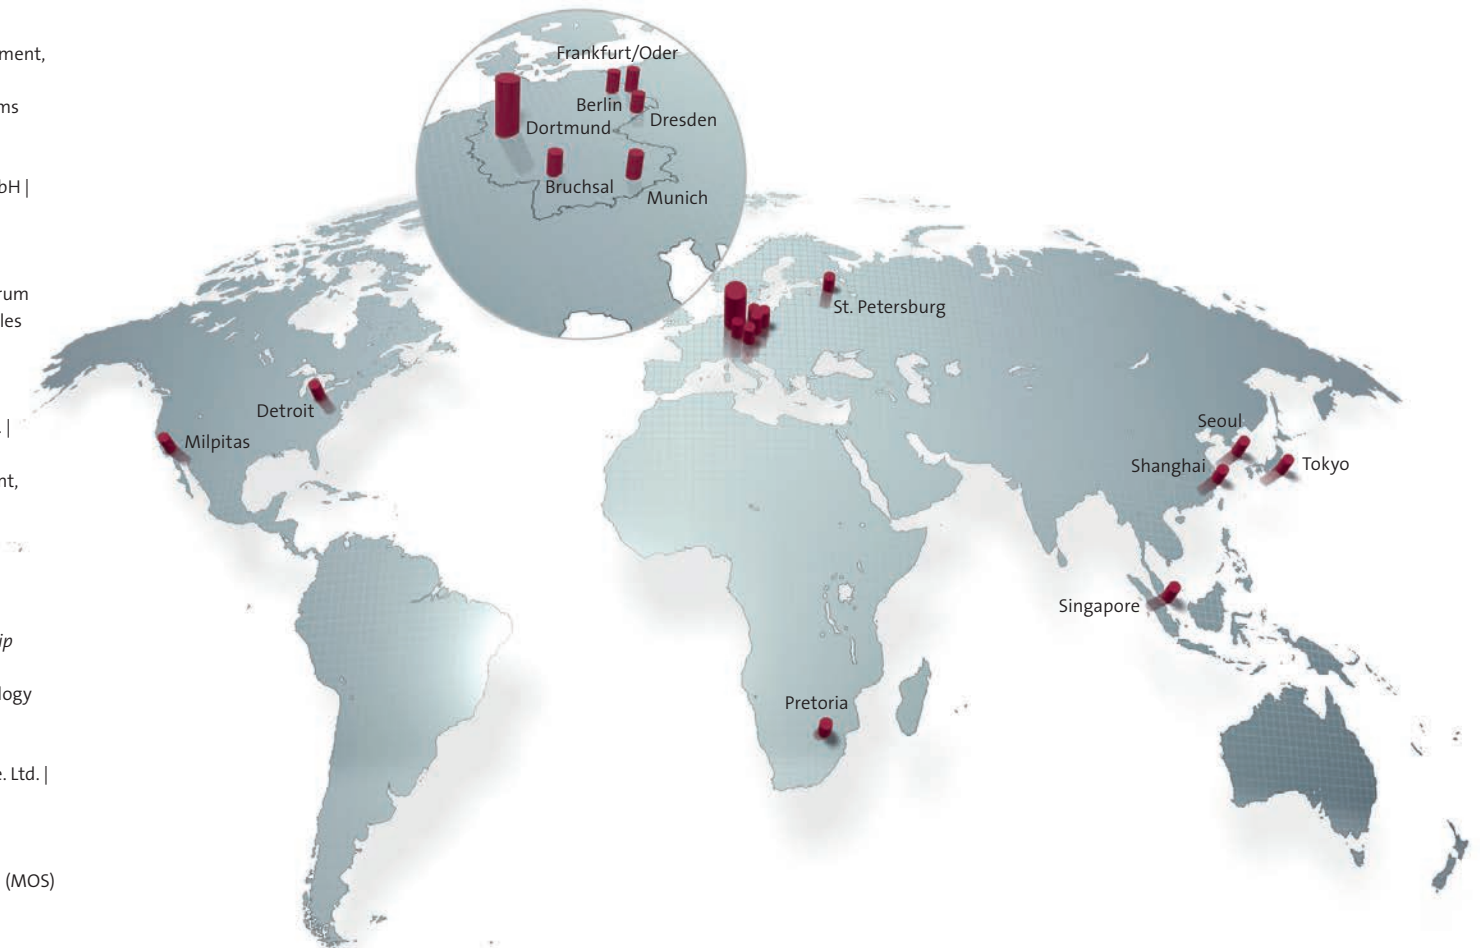 ment,
ms
bH |
rum
les
. |
nt,
ip
logy
e. Ltd. |
(MOS)
Frankfurt/Oder
Berlin
Dresden
Dortmund
Bruchsal
Munich
St. Petersburg
Detroit
Milpitas
Seoul
Shanghai
Tokyo
Singapore
Pretoria